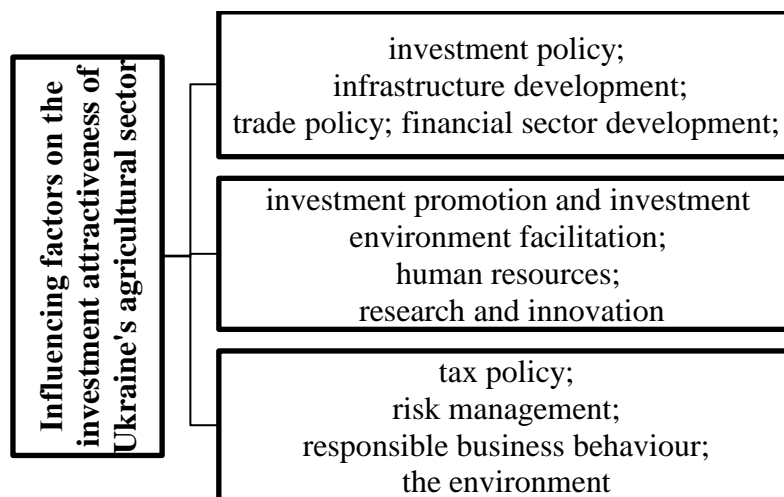 Influencing factors on the
investment attractiveness of
Ukraine's agricultural sector
investment policy;
infrastructure development;
trade policy; financial sector development;
investment promotion and investment
environment facilitation;
human resources;
research and innovation
tax policy;
risk management;
responsible business behaviour;
the environment